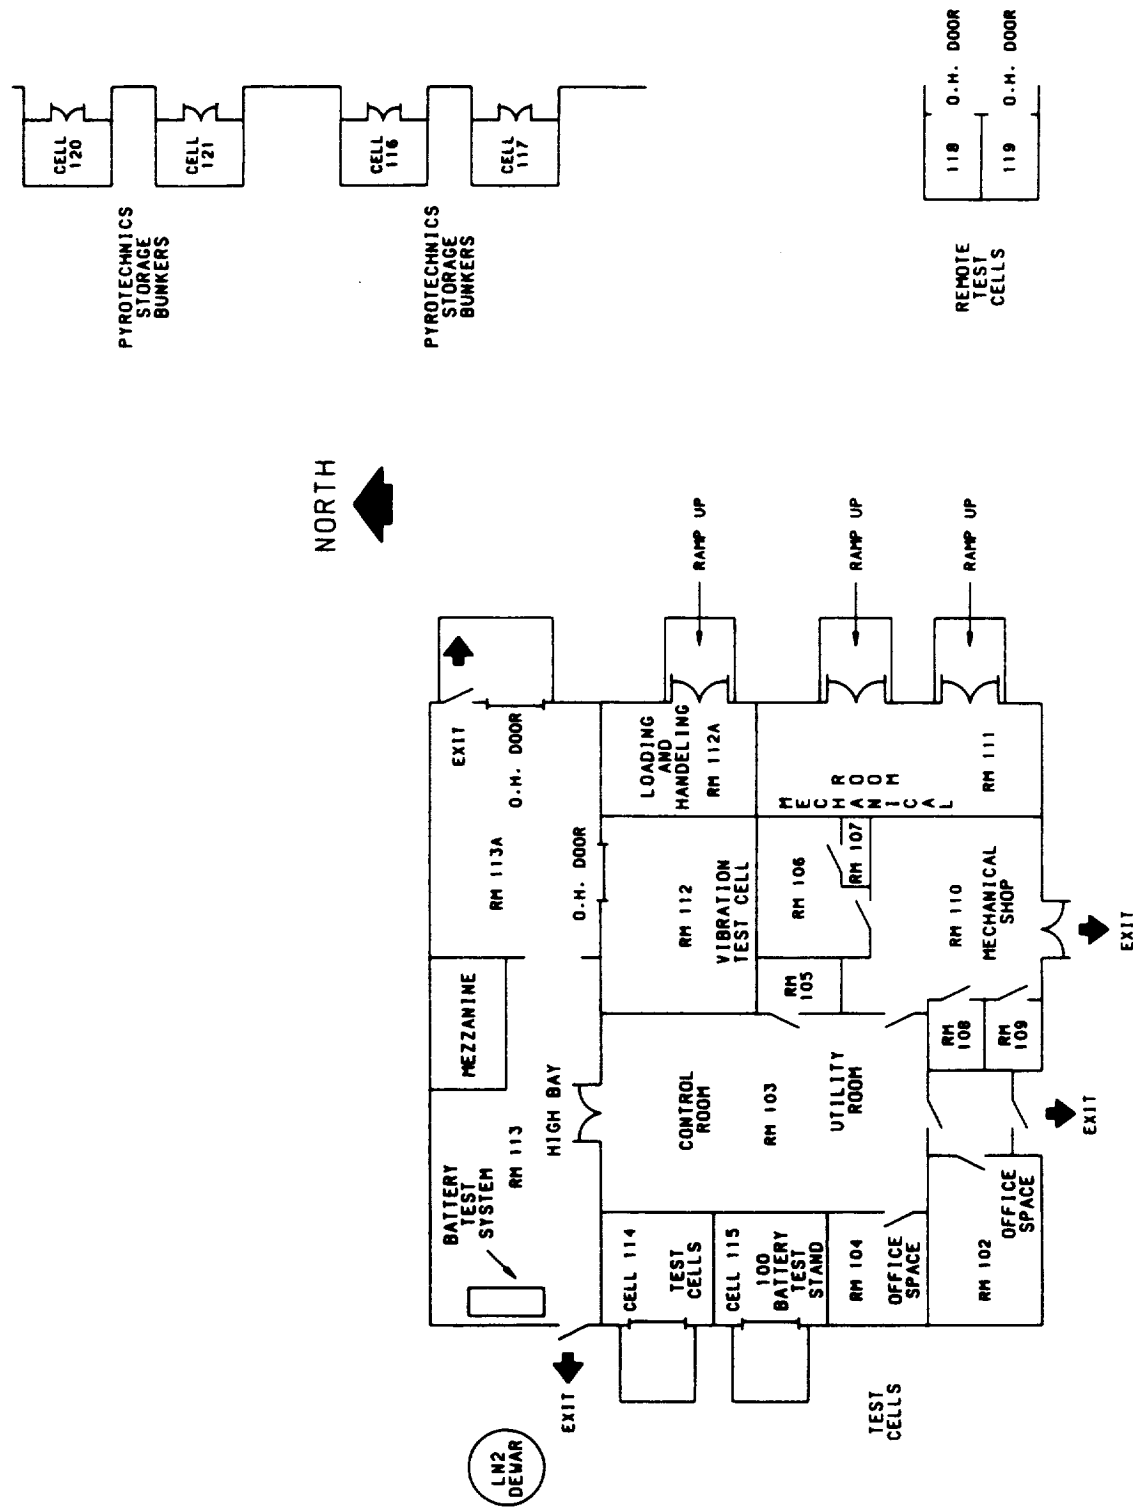 NORTH
PYROTECHNICS
STORAGE
BUNKERS
CELL
120
CELL
121
PYROTECHNICS
STORAGE
BUNKERS
CELL
116
CELL
117
REMOTE
TEST
CELLS
118
O.H. DOOR
119
O.H. DOOR
LN2
DEWAR
EXIT
BATTERY
TEST
SYSTEM
RM 113
HIGH BAY
MEZZANINE
RM 113A
O.H. DOOR
EXIT
O.H. DOOR
CELL 114
TEST
CELLS
CELL 115
100
BATTERY
TEST
STAND
RM 104
OFFICE
SPACE
TEST
CELLS
RM 102
OFFICE
SPACE
EXIT
CONTROL
ROOM
RM 103
UTILITY
ROOM
RM 112
VIBRATION
TEST CELL
LOADING
AND
HANDELING
RM 112A
RAMP UP
RM
105
RM 106
RM 107
MECHANICAL
ROOM
RM 111
RAMP UP
RAMP UP
RM
108
RM
109
RM 110
MECHANICAL
SHOP
EXIT